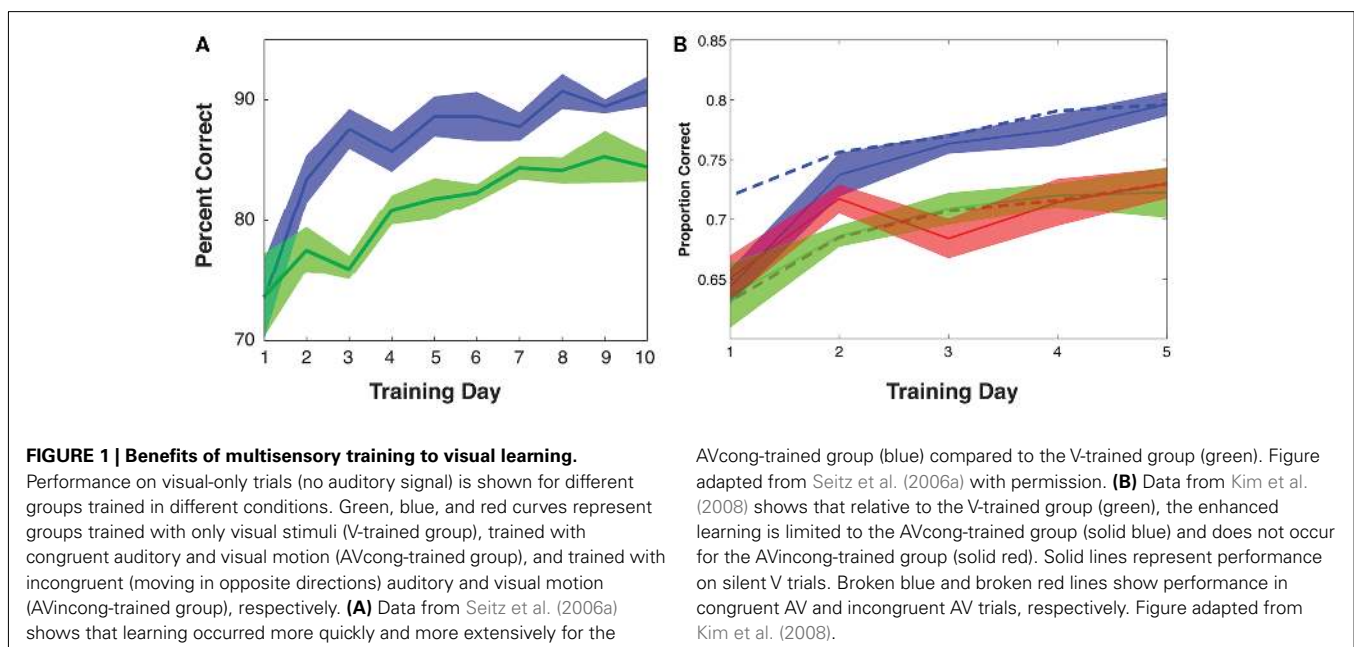 A
Percent Correct
90
80
70
1 2 3 4 5 6 7 8 9 10
Training Day
B
Proportion Correct
0.85
0.8
0.75
0.7
0.65
1 2 3 4 5
Training Day
FIGURE 1 | Benefits of multisensory training to visual learning.
Performance on visual-only trials (no auditory signal) is shown for different
groups trained in different conditions. Green, blue, and red curves represent
groups trained with only visual stimuli (V-trained group), trained with
congruent auditory and visual motion (AVcong-trained group), and trained with
incongruent (moving in opposite directions) auditory and visual motion
(AVincong-trained group), respectively. (A) Data from Seitz et al. (2006a)
shows that learning occurred more quickly and more extensively for the
AVcong-trained group (blue) compared to the V-trained group (green). Figure
adapted from Seitz et al. (2006a) with permission. (B) Data from Kim et al.
(2008) shows that relative to the V-trained group (green), the enhanced
learning is limited to the AVcong-trained group (solid blue) and does not occur
for the AVincong-trained group (solid red). Solid lines represent performance
on silent V trials. Broken blue and broken red lines show performance in
congruent AV and incongruent AV trials, respectively. Figure adapted from
Kim et al. (2008).